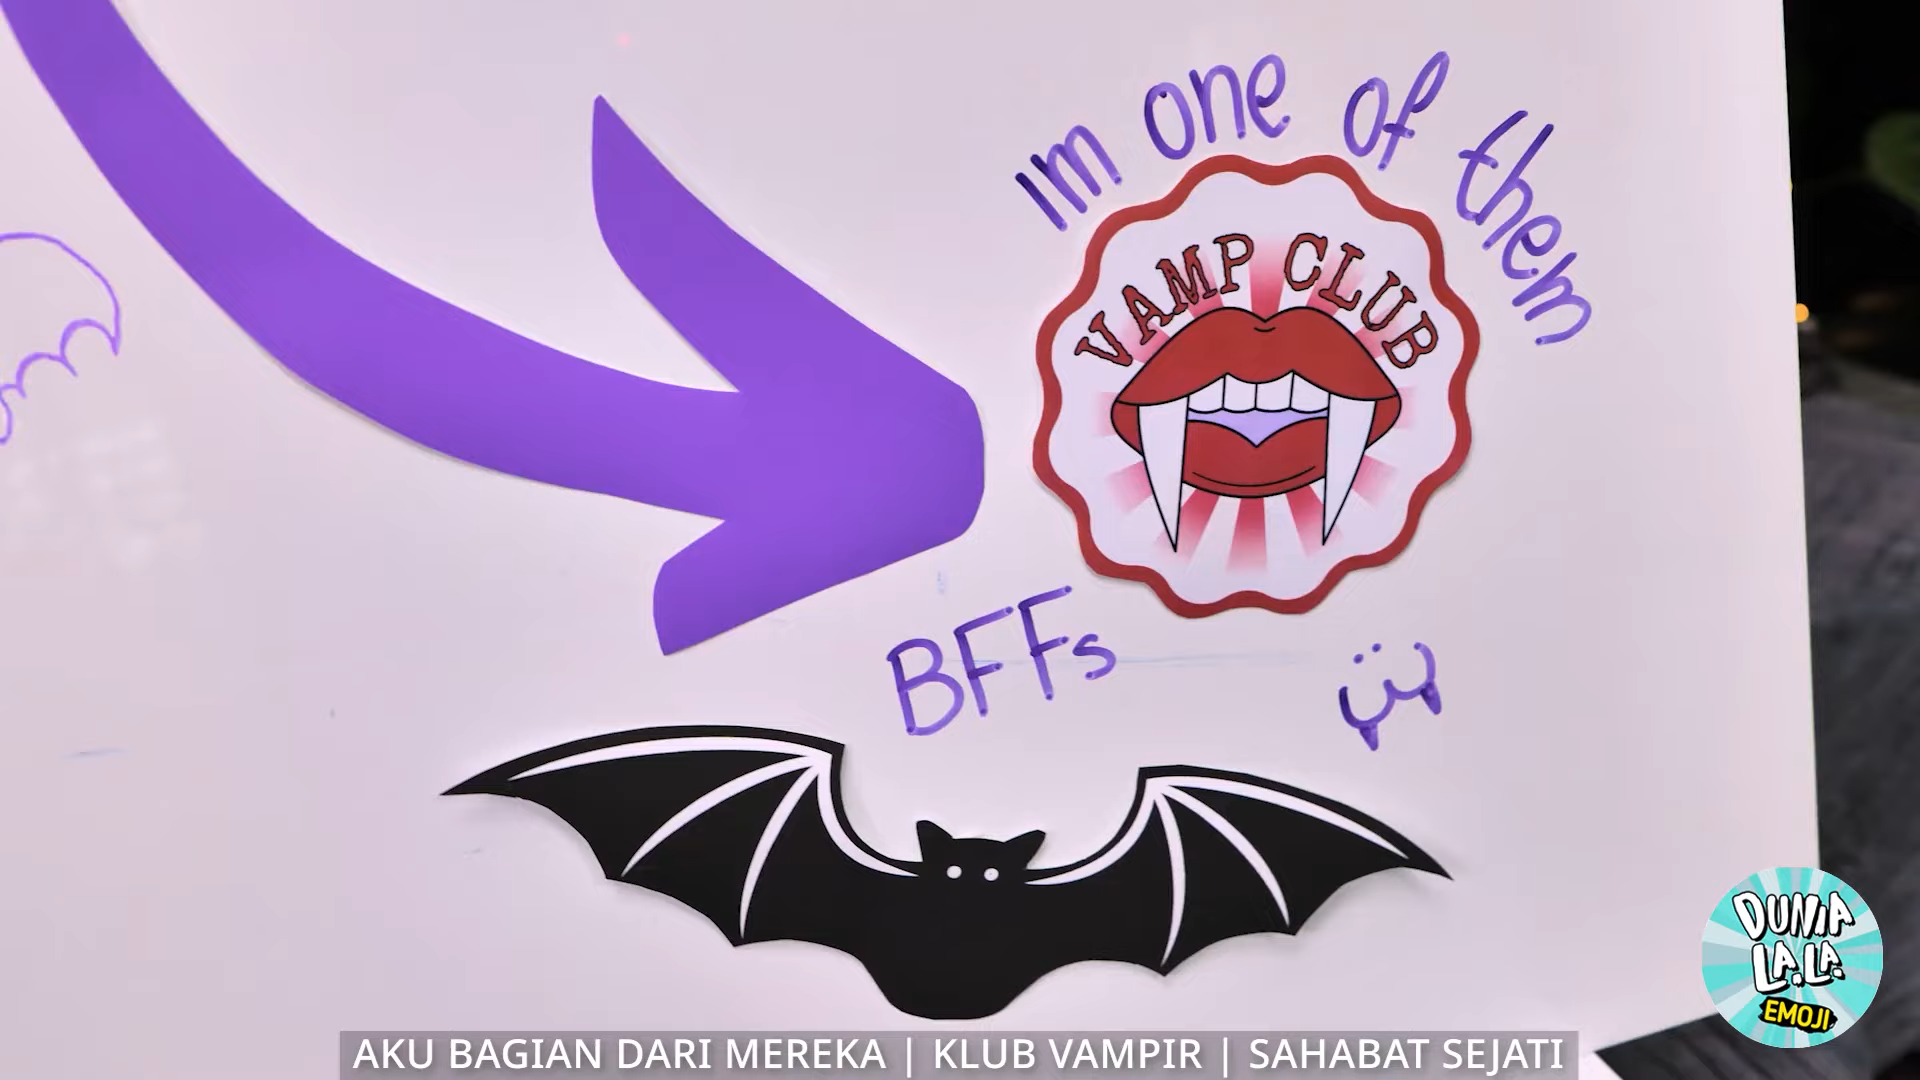 Im one of them
VAMP CLUB
BFFs
DUNIA
LA.LA.
EMOJI
AKU BAGIAN DARI MEREKA | KLUB VAMPIR | SAHABAT SEJATI